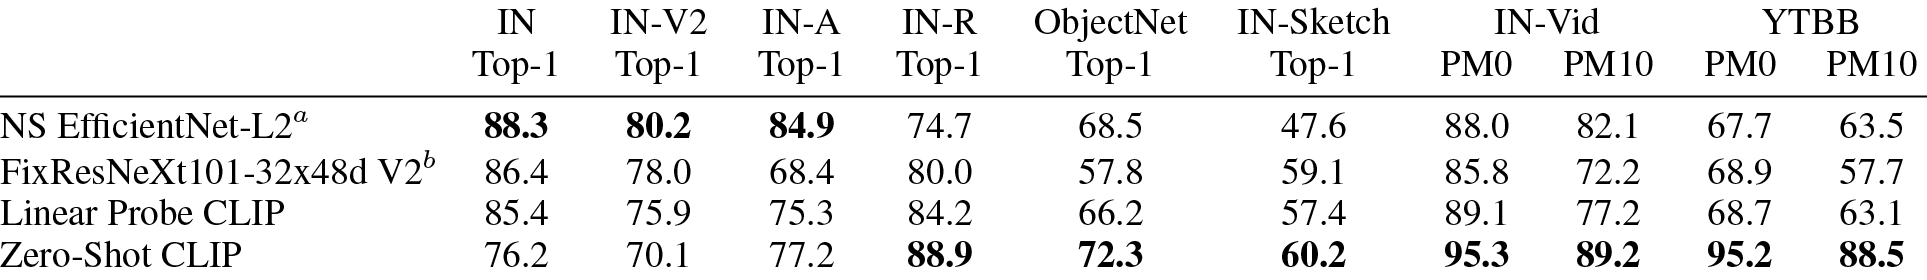 IN IN-V2 IN-A IN-R ObjectNet IN-Sketch IN-Vid YTBB
Top-1 Top-1 Top-1 Top-1 Top-1 Top-1 PM0 PM10 PM0 PM10
NS EfficientNet-L2ᵃ 88.3 80.2 84.9 74.7 68.5 47.6 88.0 82.1 67.7 63.5
FixResNeXt101-32x48d V2ᵇ 86.4 78.0 68.4 80.0 57.8 59.1 85.8 72.2 68.9 57.7
Linear Probe CLIP 85.4 75.9 75.3 84.2 66.2 57.4 89.1 77.2 68.7 63.1
Zero-Shot CLIP 76.2 70.1 77.2 88.9 72.3 60.2 95.3 89.2 95.2 88.5